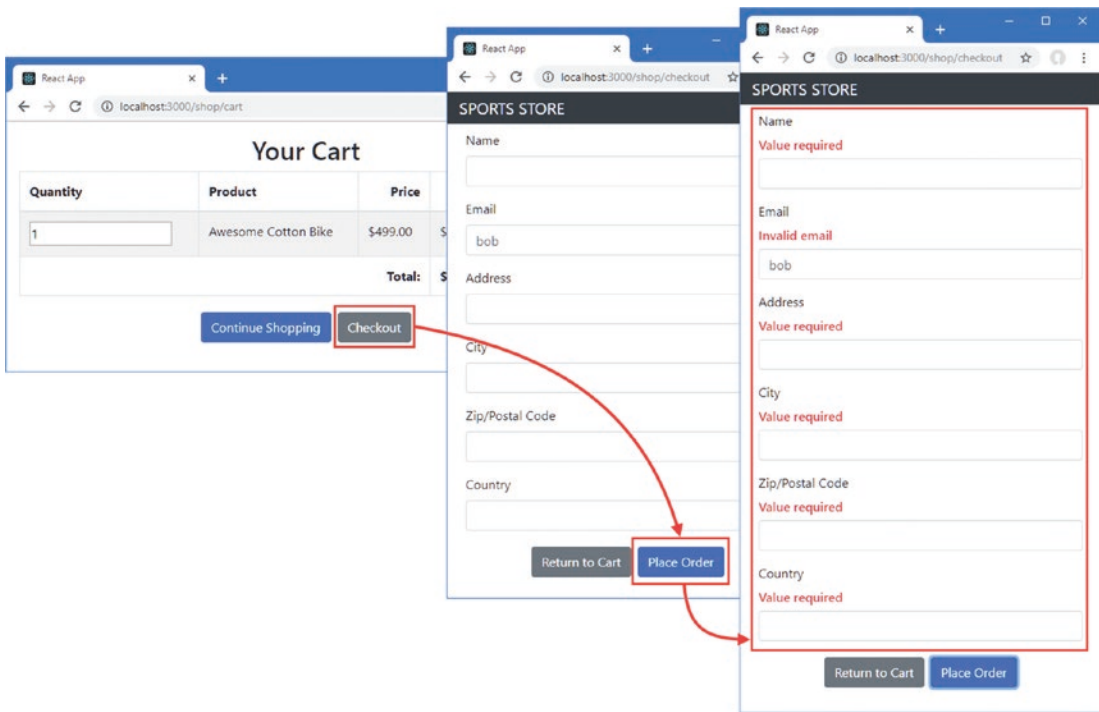 React App
localhost:3000/shop/cart
Your Cart
Quantity Product Price
1 Awesome Cotton Bike $499.00 $
Total: $
Continue Shopping Checkout
React App
localhost:3000/shop/checkout
SPORTS STORE
Name
Email
bob
Address
City
Zip/Postal Code
Country
Return to Cart Place Order
React App
localhost:3000/shop/checkout
SPORTS STORE
Name
Value required
Email
Invalid email
bob
Address
Value required
City
Value required
Zip/Postal Code
Value required
Country
Value required
Return to Cart Place Order